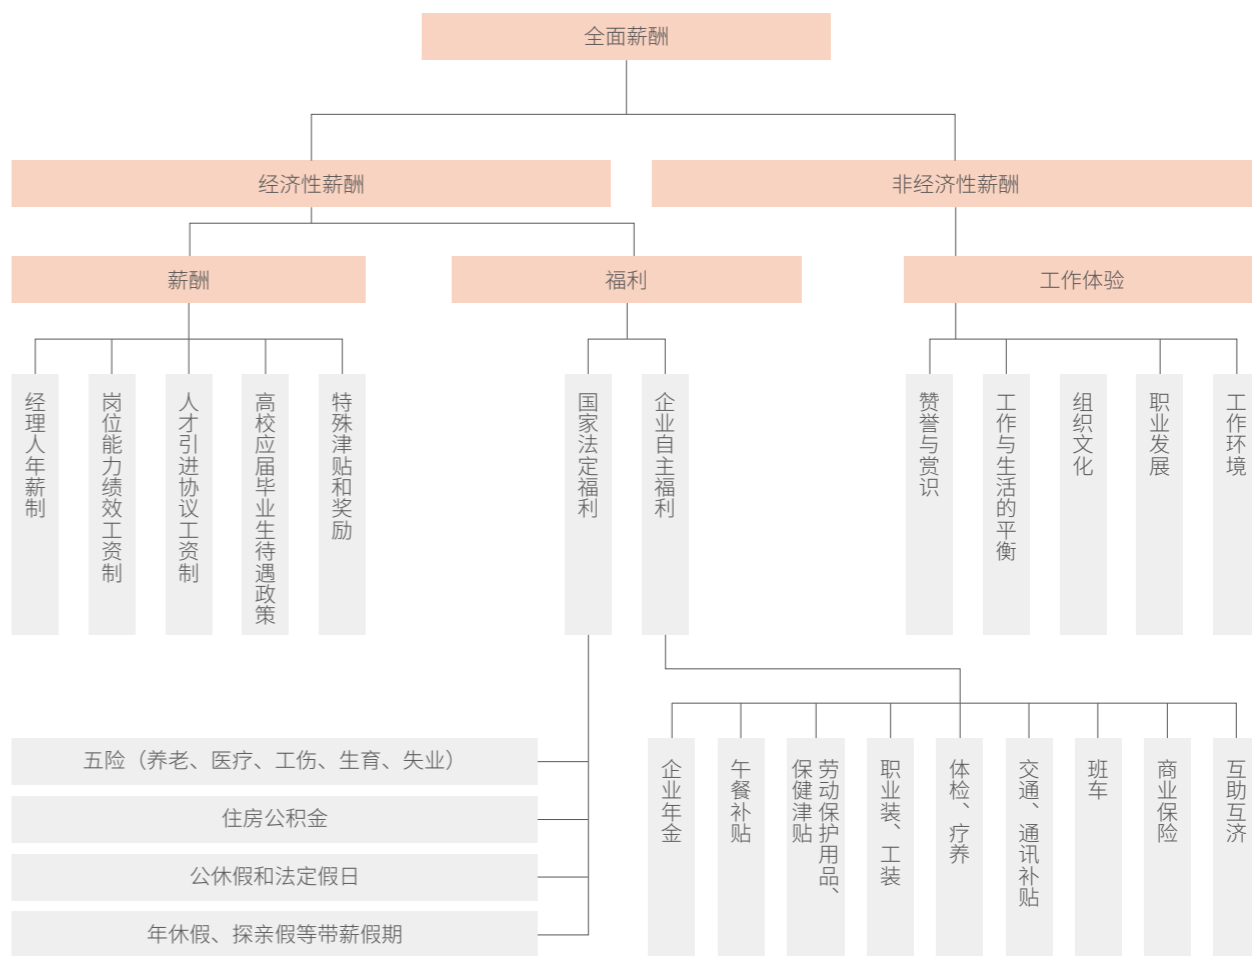 全面薪酬
经济性薪酬
非经济性薪酬
薪酬
福利
工作体验
经理人年薪制
岗位能力绩效工资制
人才引进协议工资制
高校应届毕业生待遇政策
特殊津贴和奖励
国家法定福利
企业自主福利
赞誉与赏识
工作与生活的平衡
组织文化
职业发展
工作环境
五险（养老、医疗、工伤、生育、失业）
住房公积金
公休假和法定假日
年休假、探亲假等带薪假期
企业年金
午餐补贴
劳动保护用品、
保健津贴
职业装、工装
体检、疗养
交通、通讯补贴
班车
商业保险
互助互济